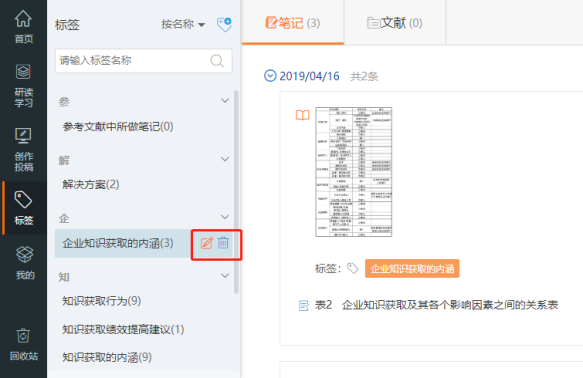 首页
研读
学习
创作
投稿
标签
我的
回收站
标签
按名称
请输入标签名称
参
参考文献中所做笔记(0)
解
解决方案(2)
企
企业知识获取的内涵(3)
知
知识获取行为(9)
知识获取绩效提高建议(1)
知识获取的内涵(9)
笔记 (3)
文献 (0)
2019/04/16 共2条
标签：
企业知识获取的内涵
表2 企业知识获取及其各个影响因素之间的关系表